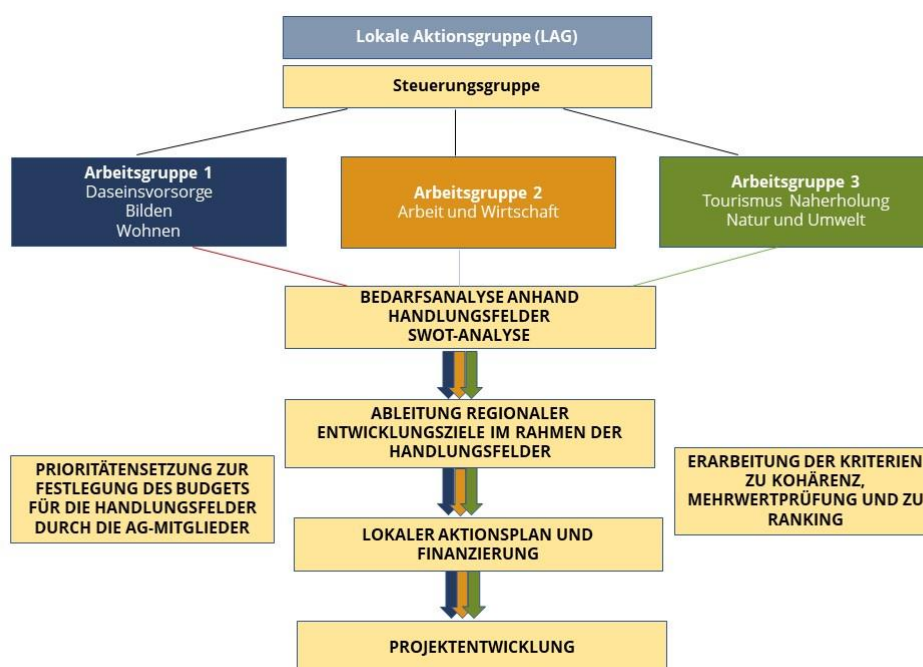 Lokale Aktionsgruppe (LAG)
Steuerungsgruppe
Arbeitsgruppe 1
Daseinsvorsorge
Bilden
Wohnen
Arbeitsgruppe 2
Arbeit und Wirtschaft
Arbeitsgruppe 3
Tourismus Naherholung
Natur und Umwelt
BEDARFSANALYSE ANHAND
HANDLUNGSFELDER
SWOT-ANALYSE
ABLEITUNG REGIONALER
ENTWICKLUNGSZIELE IM RAHMEN DER
HANDLUNGSFELDER
PRIORITÄTENSETZUNG ZUR
FESTLEGUNG DES BUDGETS
FÜR DIE HANDLUNGSFELDER
DURCH DIE AG-MITGLIEDER
ERARBEITUNG DER KRITERIEN
ZU KOHÄRENZ,
MEHRWERTPRÜFUNG UND ZU
RANKING
LOKALER AKTIONSPLAN UND
FINANZIERUNG
PROJEKTENTWICKLUNG